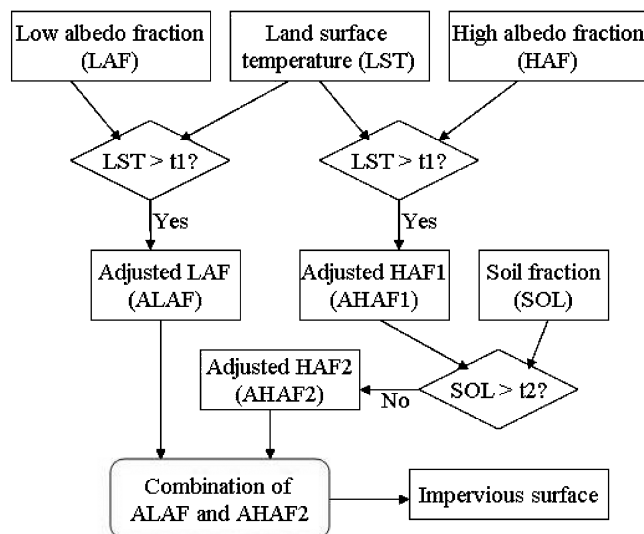 Low albedo fraction
(LAF)
Land surface
temperature (LST)
High albedo fraction
(HAF)
LST > t1?
LST > t1?
Yes
Yes
Adjusted LAF
(ALAF)
Adjusted HAF1
(AHAF1)
Soil fraction
(SOL)
Adjusted HAF2
(AHAF2)
No
SOL > t2?
Combination of
ALAF and AHAF2
Impervious surface